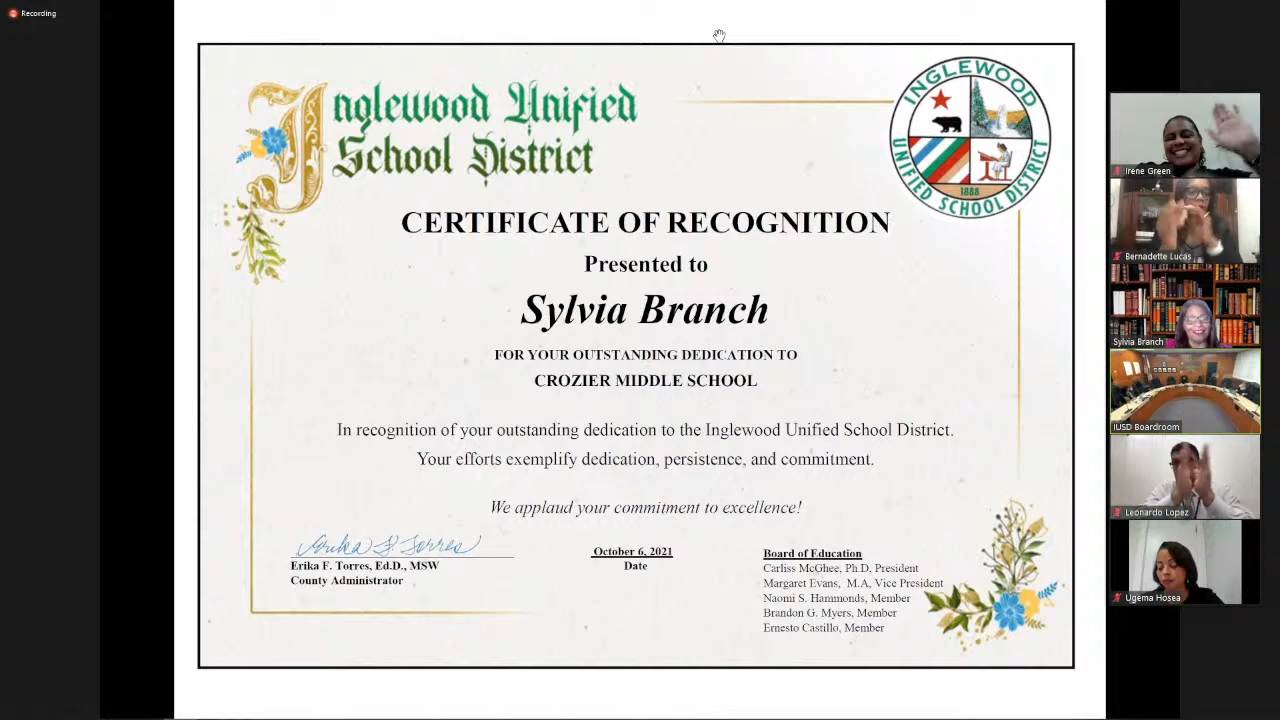 Recording
Inglewood Unified
School District
INGLEWOOD
UNIFIED SCHOOL DISTRICT
1888
CERTIFICATE OF RECOGNITION
Presented to
Sylvia Branch
FOR YOUR OUTSTANDING DEDICATION TO
CROZIER MIDDLE SCHOOL
In recognition of your outstanding dedication to the Inglewood Unified School District.
Your efforts exemplify dedication, persistence, and commitment.
We applaud your commitment to excellence!
Erika F Torres
Erika F. Torres, Ed.D., MSW
County Administrator
October 6, 2021
Date
Board of Education
Carliss McGhee, Ph.D, President
Margaret Evans, M.A, Vice President
Naomi S. Hammonds, Member
Brandon G. Myers, Member
Ernesto Castillo, Member
Irene Green
Bernadette Lucas
Sylvia Branch
IUSD Boardroom
Leonardo Lopez
Ugema Hosea